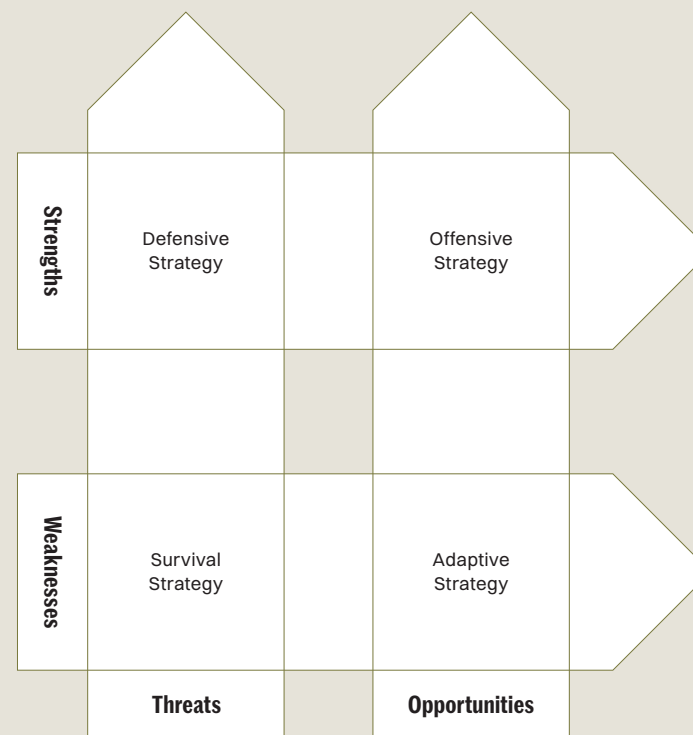 Strengths
Defensive
Strategy
Offensive
Strategy
Weaknesses
Survival
Strategy
Adaptive
Strategy
Threats
Opportunities